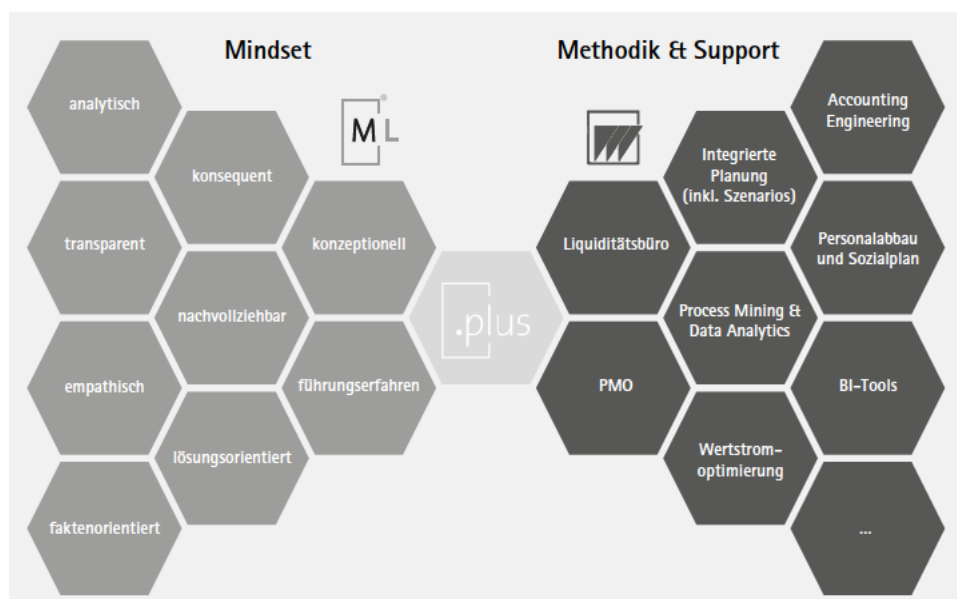 Mindset
Methodik & Support
analytisch
transparent
empathisch
faktenorientiert
konsequent
nachvollziehbar
lösungsorientiert
ML
konzeptionell
führungserfahren
.plus
Liquiditätsbüro
PMO
Integrierte
Planung
(inkl. Szenarios)
Process Mining &
Data Analytics
Wertstrom-
optimierung
Accounting
Engineering
Personalabbau
und Sozialplan
BI-Tools
...